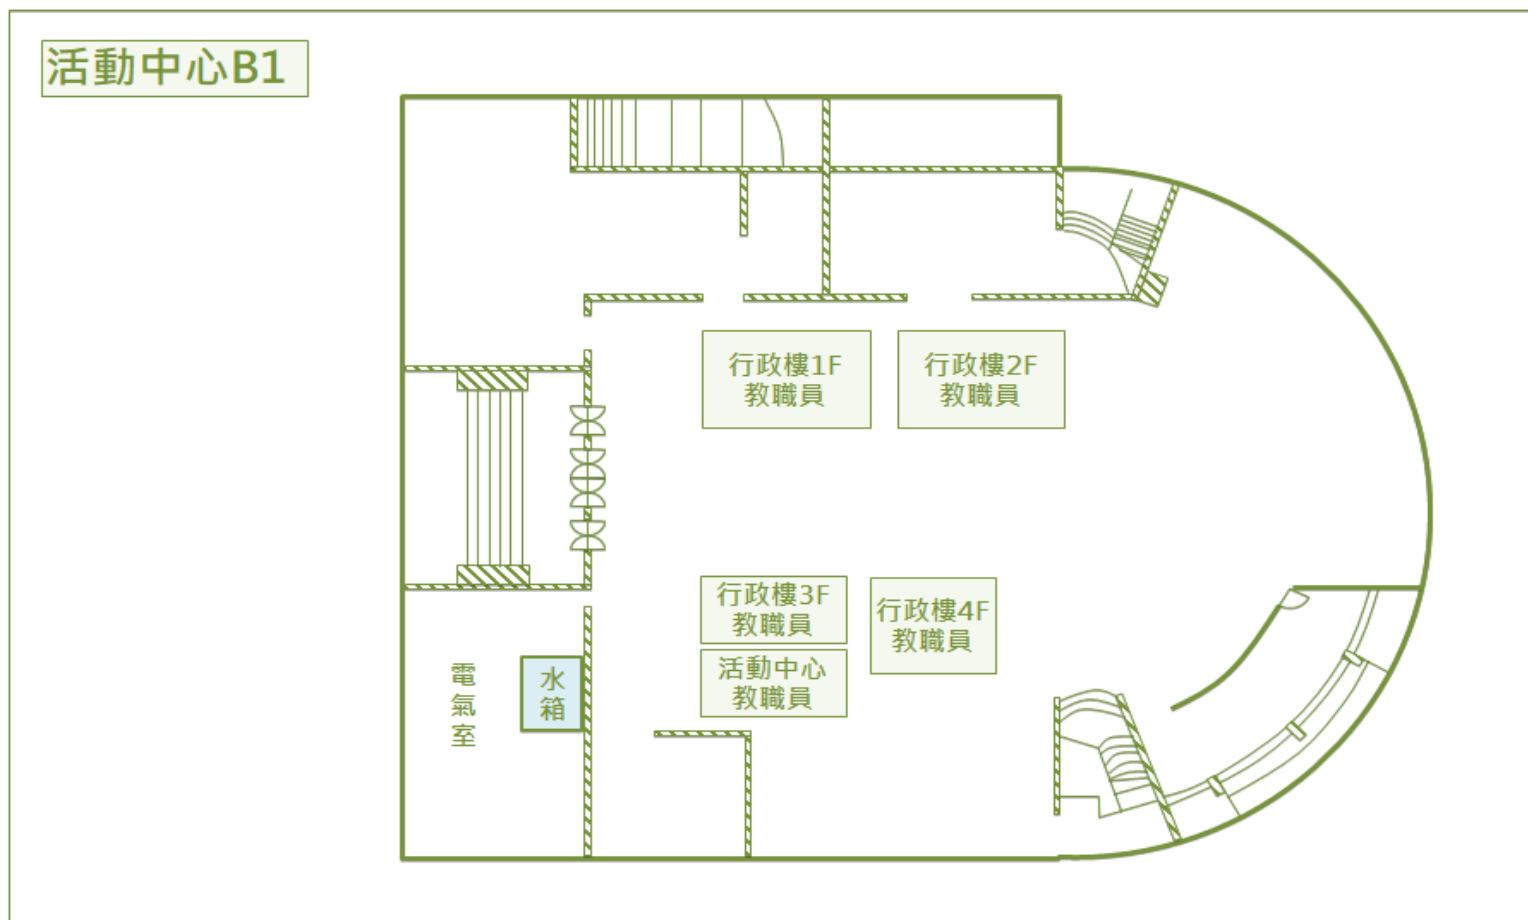 活動中心B1
行政樓1F
教職員
行政樓2F
教職員
行政樓3F
教職員
行政樓4F
教職員
活動中心
教職員
電氣室
水箱